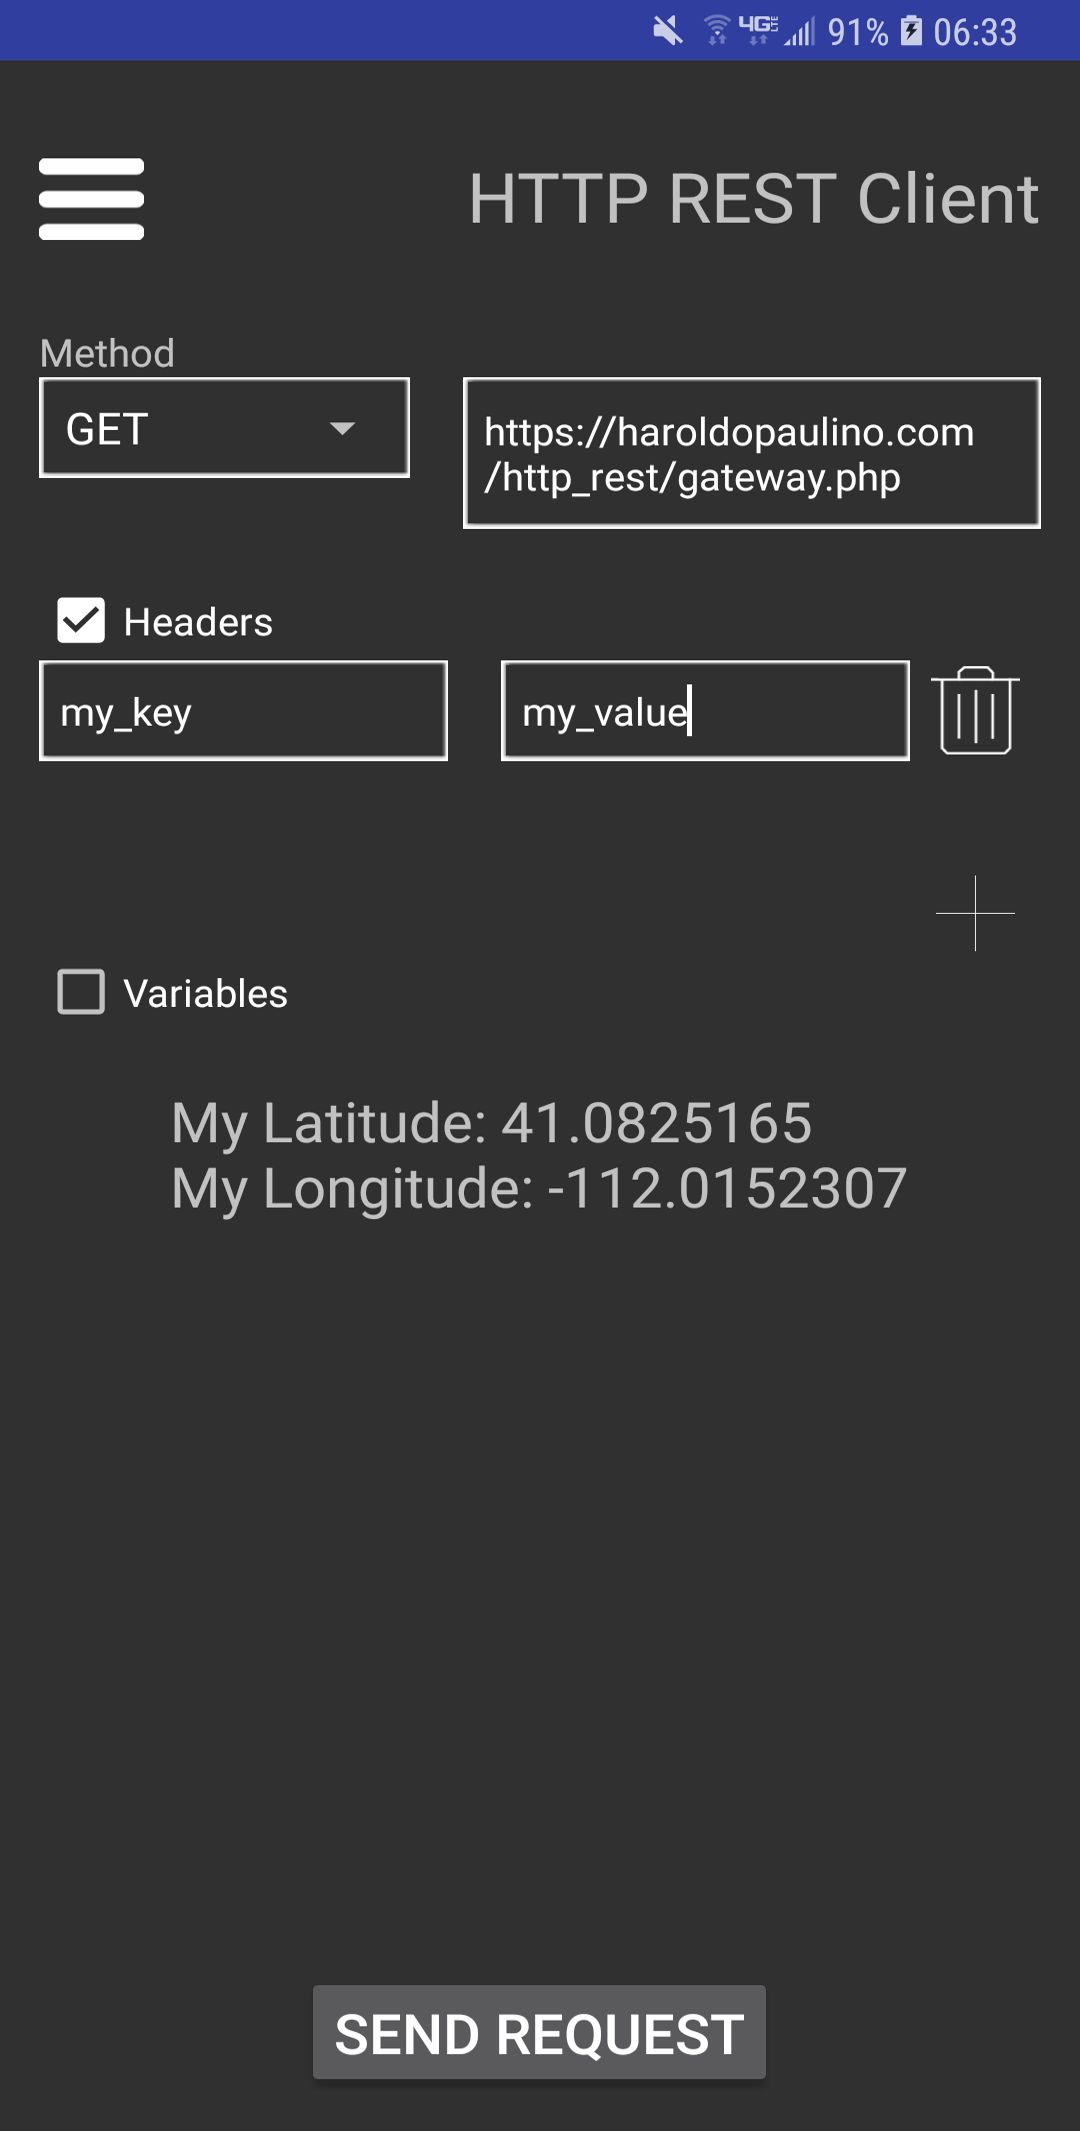 4G LTE 91% 06:33
HTTP REST Client
Method
GET
https://haroldopaulino.com
/http_rest/gateway.php
Headers
my_key
my_value
Variables
My Latitude: 41.0825165
My Longitude: -112.0152307
SEND REQUEST